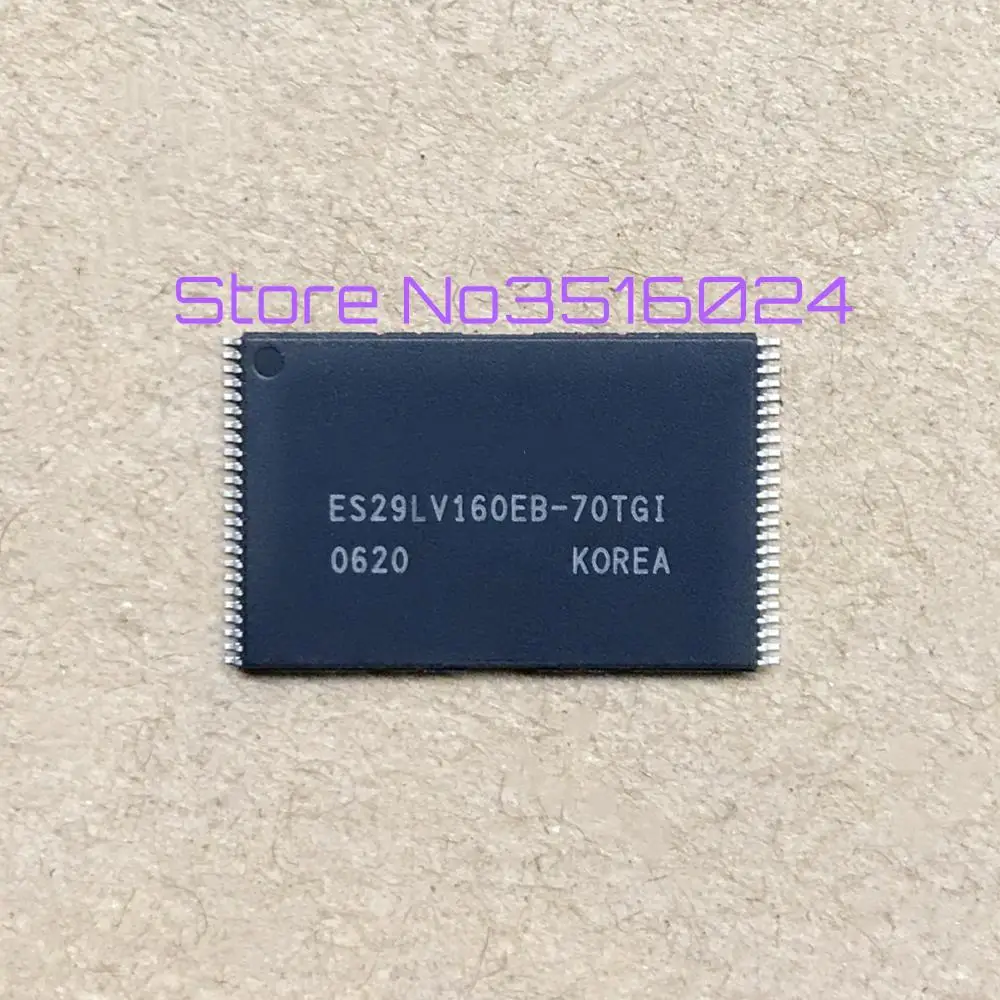 Store No3516024
ES29LV160EB-70TGI
0620 KOREA